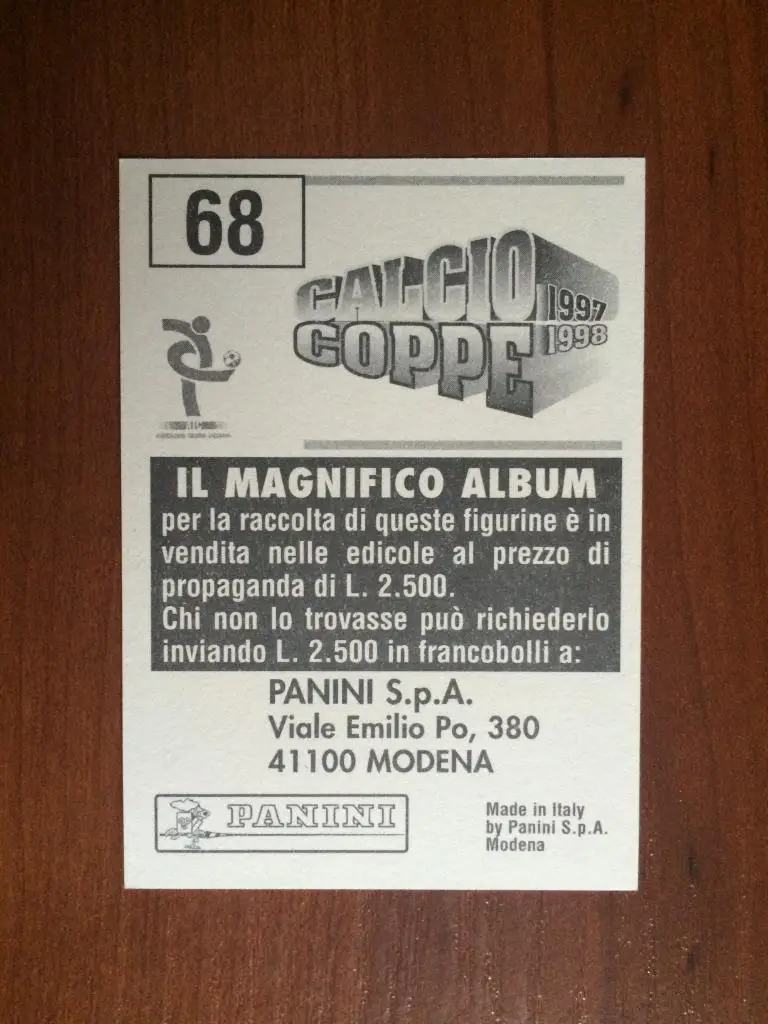 68
CALCIO
COPPE
1997
1998
IL MAGNIFICO ALBUM
per la raccolta di queste figurine è in
vendita nelle edicole al prezzo di
propaganda di L. 2.500.
Chi non lo trovasse può richiederlo
inviando L. 2.500 in francobolli a:
PANINI S.p.A.
Viale Emilio Po, 380
41100 MODENA
PANINI
Made in Italy
by Panini S.p.A.
Modena